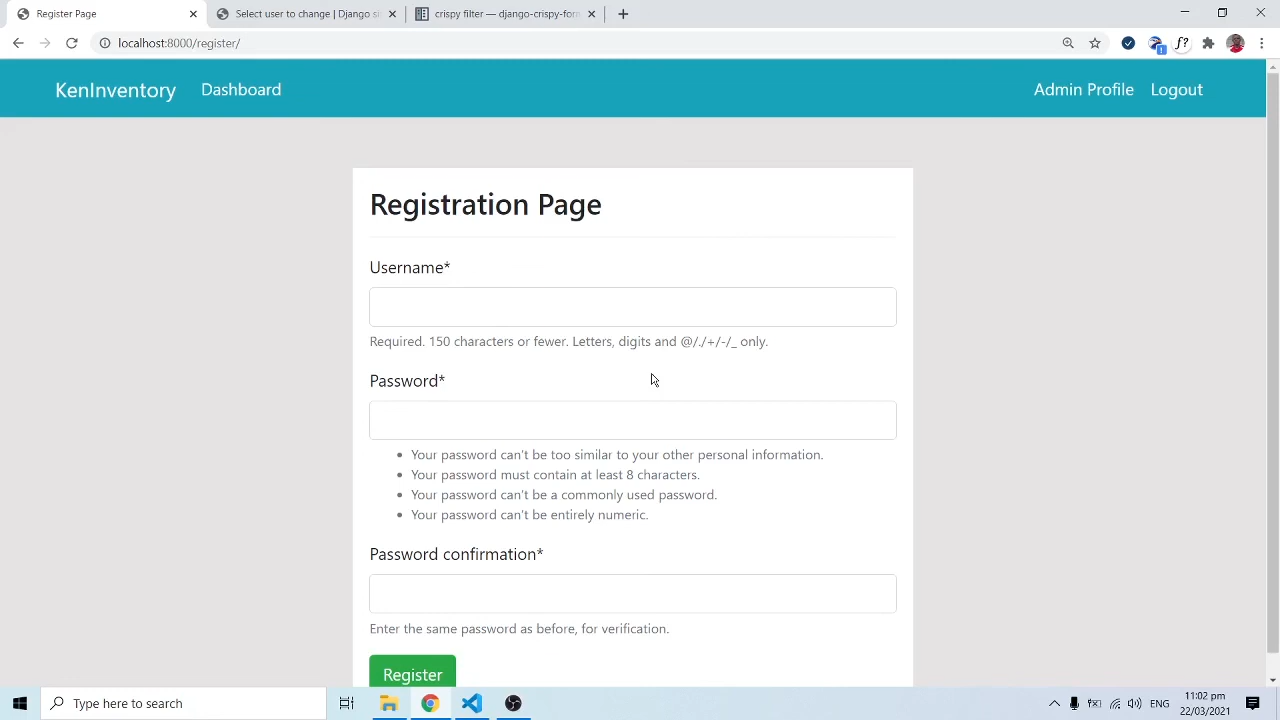 Register Page
Select user to change | Django si
crispy filter — django-crispy-forn
localhost:8000/register/
f?
KenInventory
Dashboard
Admin Profile
Logout
Registration Page
Username*
Required. 150 characters or fewer. Letters, digits and @/./+/-/_ only.
Password*
• Your password can't be too similar to your other personal information.
• Your password must contain at least 8 characters.
• Your password can't be a commonly used password.
• Your password can't be entirely numeric.
Password confirmation*
Enter the same password as before, for verification.
Register
Type here to search
ENG
11:02 pm
22/03/2021